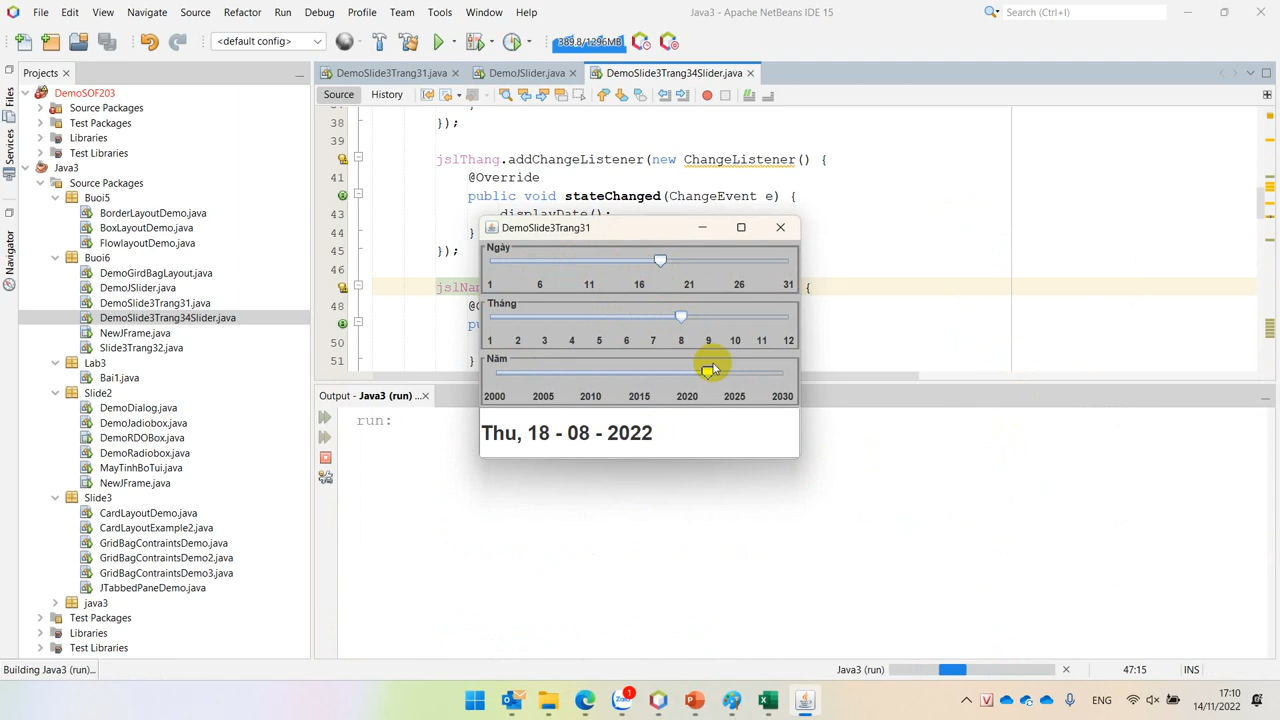 File Edit View Navigate Source Refactor Run Debug Profile Team Tools Window Help
Java3 - Apache NetBeans IDE 15
Search (Ctrl+I)
<default config>
389.8/1296MB
Projects
DemoSlide3Trang31.java
DemoJSlider.java
DemoSlide3Trang34Slider.java
Source History
Files
Services
Navigator
DemoSOF203
Source Packages
Test Packages
Libraries
Test Libraries
Java3
Source Packages
Buoi5
BorderLayoutDemo.java
BoxLayoutDemo.java
FlowlayoutDemo.java
Buoi6
DemoGirdBagLayout.java
DemoJSlider.java
DemoSlide3Trang31.java
DemoSlide3Trang34Slider.java
NewJFrame.java
Slide3Trang32.java
Lab3
Bai1.java
Slide2
DemoDialog.java
DemoJadiobox.java
DemoRDOBox.java
DemoRadiobox.java
MayTinhBoTui.java
NewJFrame.java
Slide3
CardLayoutDemo.java
CardLayoutExample2.java
GridBagContraintsDemo.java
GridBagContraintsDemo2.java
GridBagContraintsDemo3.java
JTabbedPaneDemo.java
java3
Test Packages
Libraries
Test Libraries
38 });
39
jslThang.addChangeListener(new ChangeListener() {
41 @Override
public void stateChanged(ChangeEvent e) {
43 displayDate();
44 }
45 });
46
jslNa {
48 @O
pu
50
51 }
DemoSlide3Trang31
Ngày
1 6 11 16 21 26 31
Tháng
1 2 3 4 5 6 7 8 9 10 11 12
Năm
2000 2005 2010 2015 2020 2025 2030
Thu, 18 - 08 - 2022
Output - Java3 (run) ...
run:
Building Java3 (run)...
Java3 (run)
47:15
INS
Zalo
1
ENG
17:10
14/11/2022